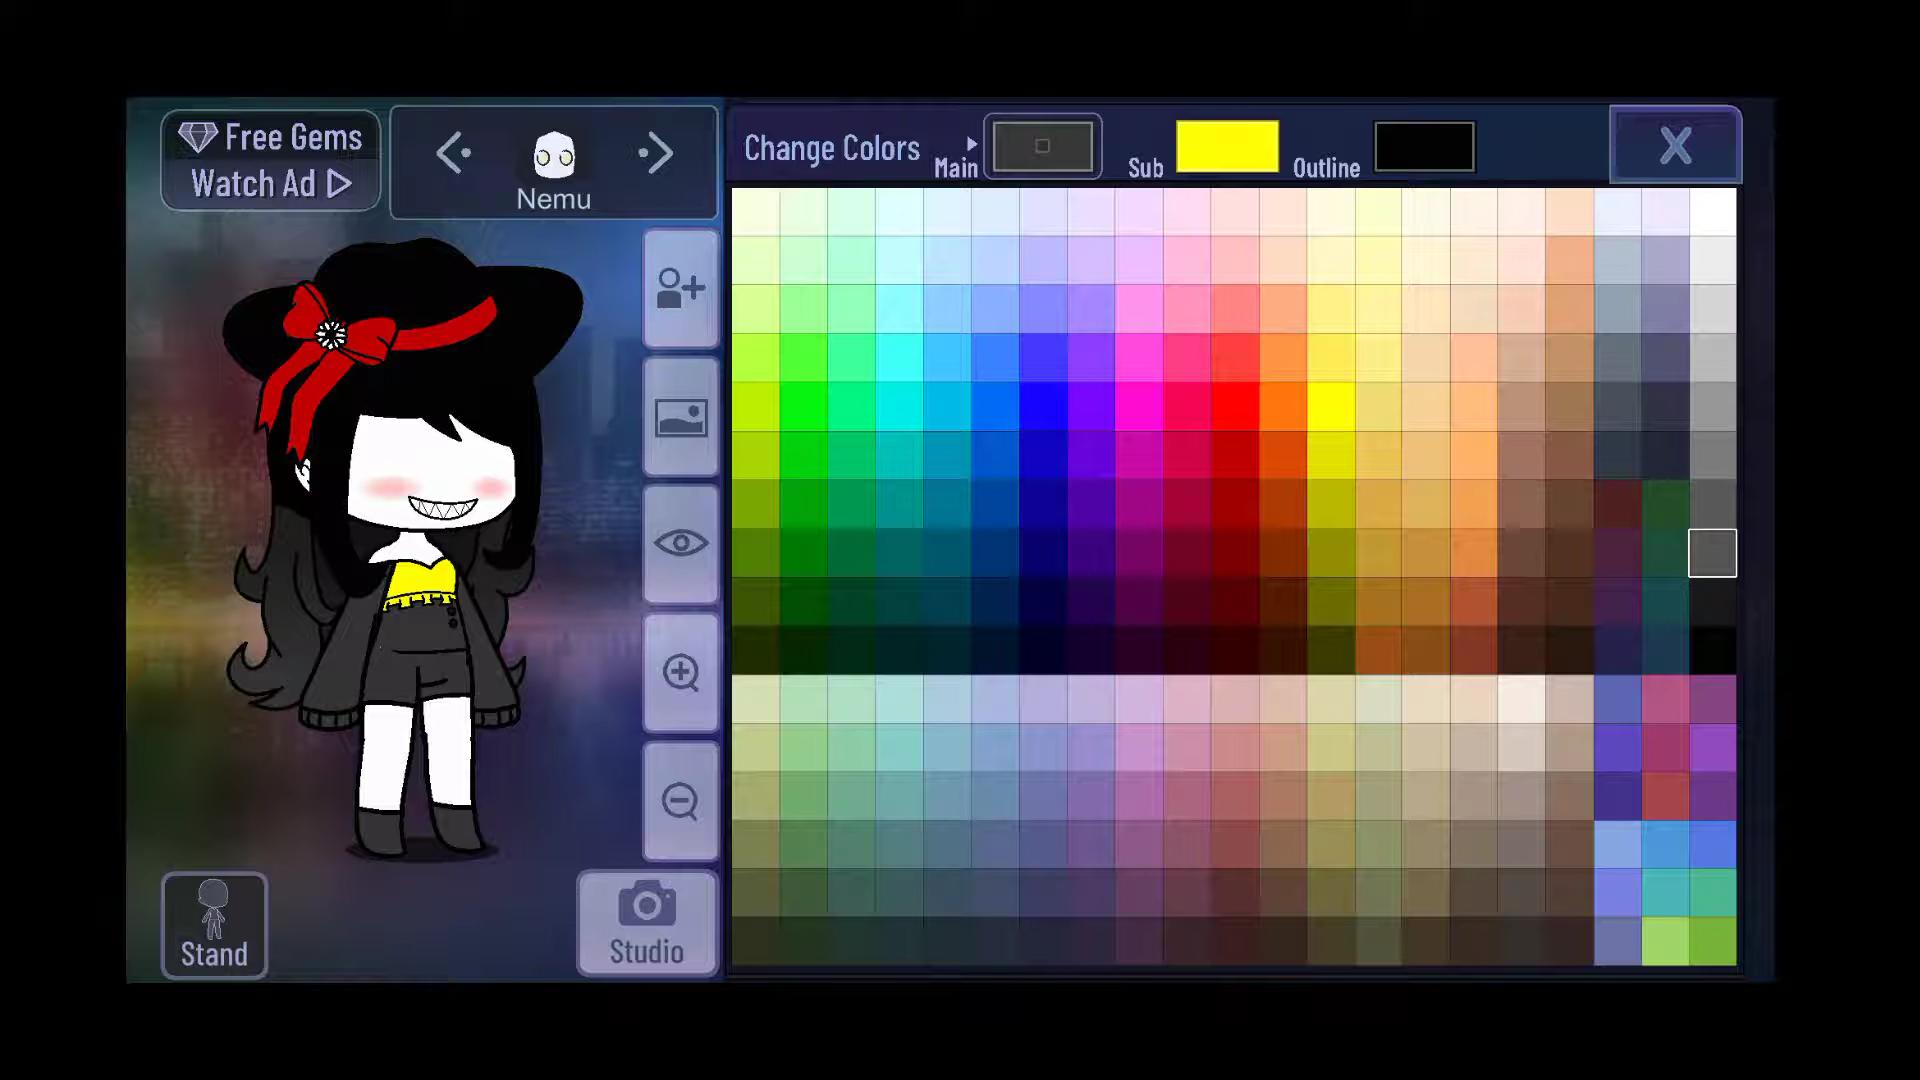 Free Gems
Watch Ad
Nemu
Change Colors
Main
Sub
Outline
X
Stand
Studio